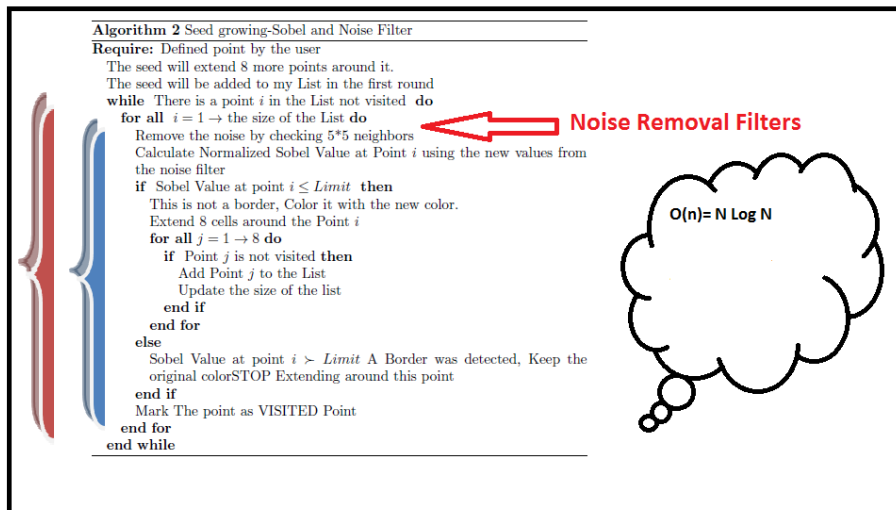 Algorithm 2 Seed growing-Sobel and Noise Filter
Require: Defined point by the user
The seed will extend 8 more points around it.
The seed will be added to my List in the first round
while There is a point i in the List not visited do
for all i = 1 → the size of the List do
Remove the noise by checking 5*5 neighbors
Calculate Normalized Sobel Value at Point i using the new values from
the noise filter
if Sobel Value at point i ≤ Limit then
This is not a border, Color it with the new color.
Extend 8 cells around the Point i
for all j = 1 → 8 do
if Point j is not visited then
Add Point j to the List
Update the size of the list
end if
end for
else
Sobel Value at point i ≻ Limit A Border was detected, Keep the
original colorSTOP Extending around this point
end if
Mark The point as VISITED Point
end for
end while
Noise Removal Filters
O(n)= N Log N